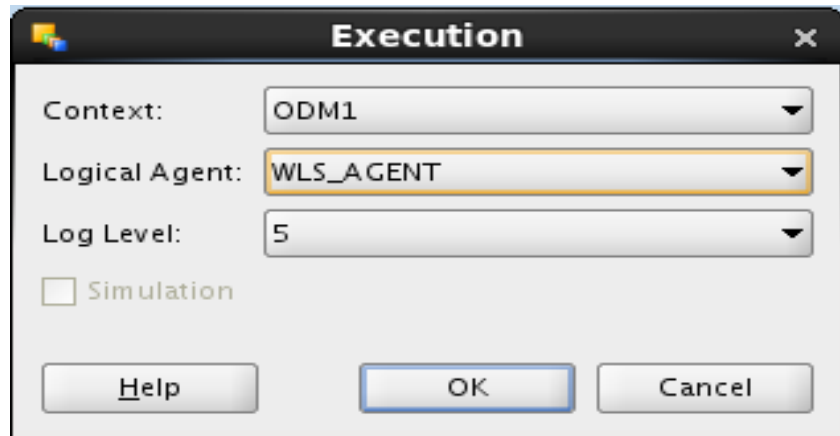 Execution
Context: ODM1
Logical Agent: WLS_AGENT
Log Level: 5
Simulation
Help OK Cancel